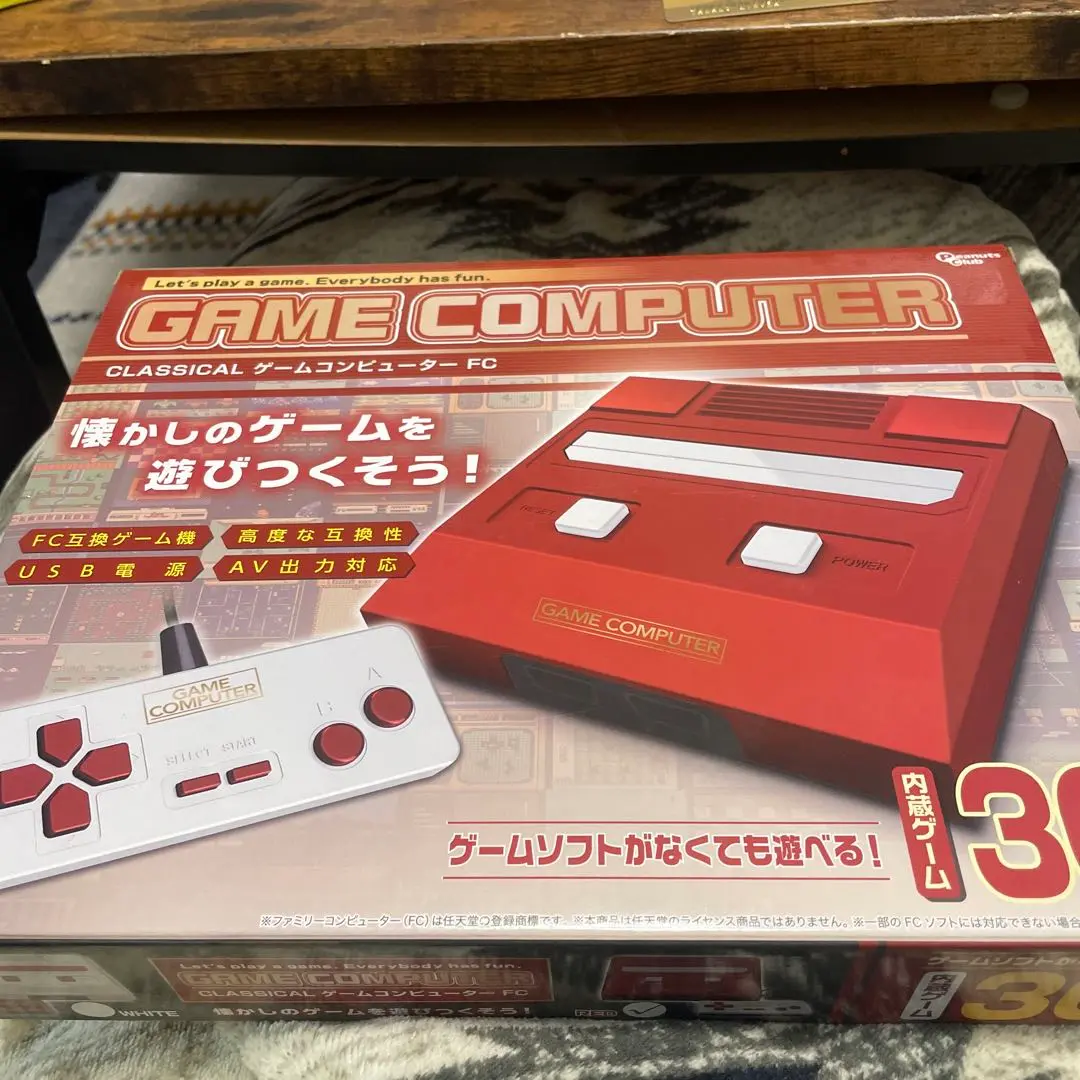 Peanuts Club
Let's play a game. Everybody has fun.
GAME COMPUTER
CLASSICAL ゲームコンピューター FC
懐かしのゲームを
遊びつくそう!
FC互換ゲーム機
高度な互換性
USB電源
AV出力対応
RESET
POWER
GAME COMPUTER
GAME
COMPUTER
SELECT START
B
A
内蔵ゲーム
3
ゲームソフトがなくても遊べる!
※ファミリーコンピューター(FC)は任天堂の登録商標です。※本商品は任天堂のライセンス商品ではありません。※一部のFCソフトには対応できない場合
Let's play a game. Everybody has fun.
GAME COMPUTER
CLASSICAL ゲームコンピューター FC
WHITE
懐かしのゲームを遊びつくそう!
RED
ゲームソフトが
内蔵ゲーム
3